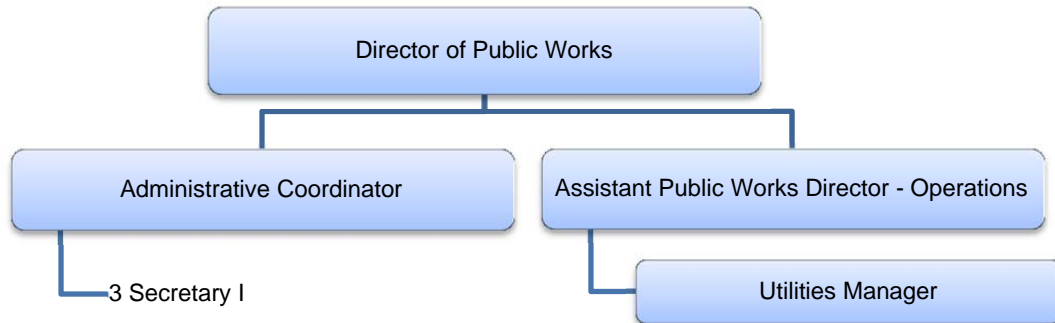 Director of Public Works
Administrative Coordinator
Assistant Public Works Director - Operations
3 Secretary I
Utilities Manager